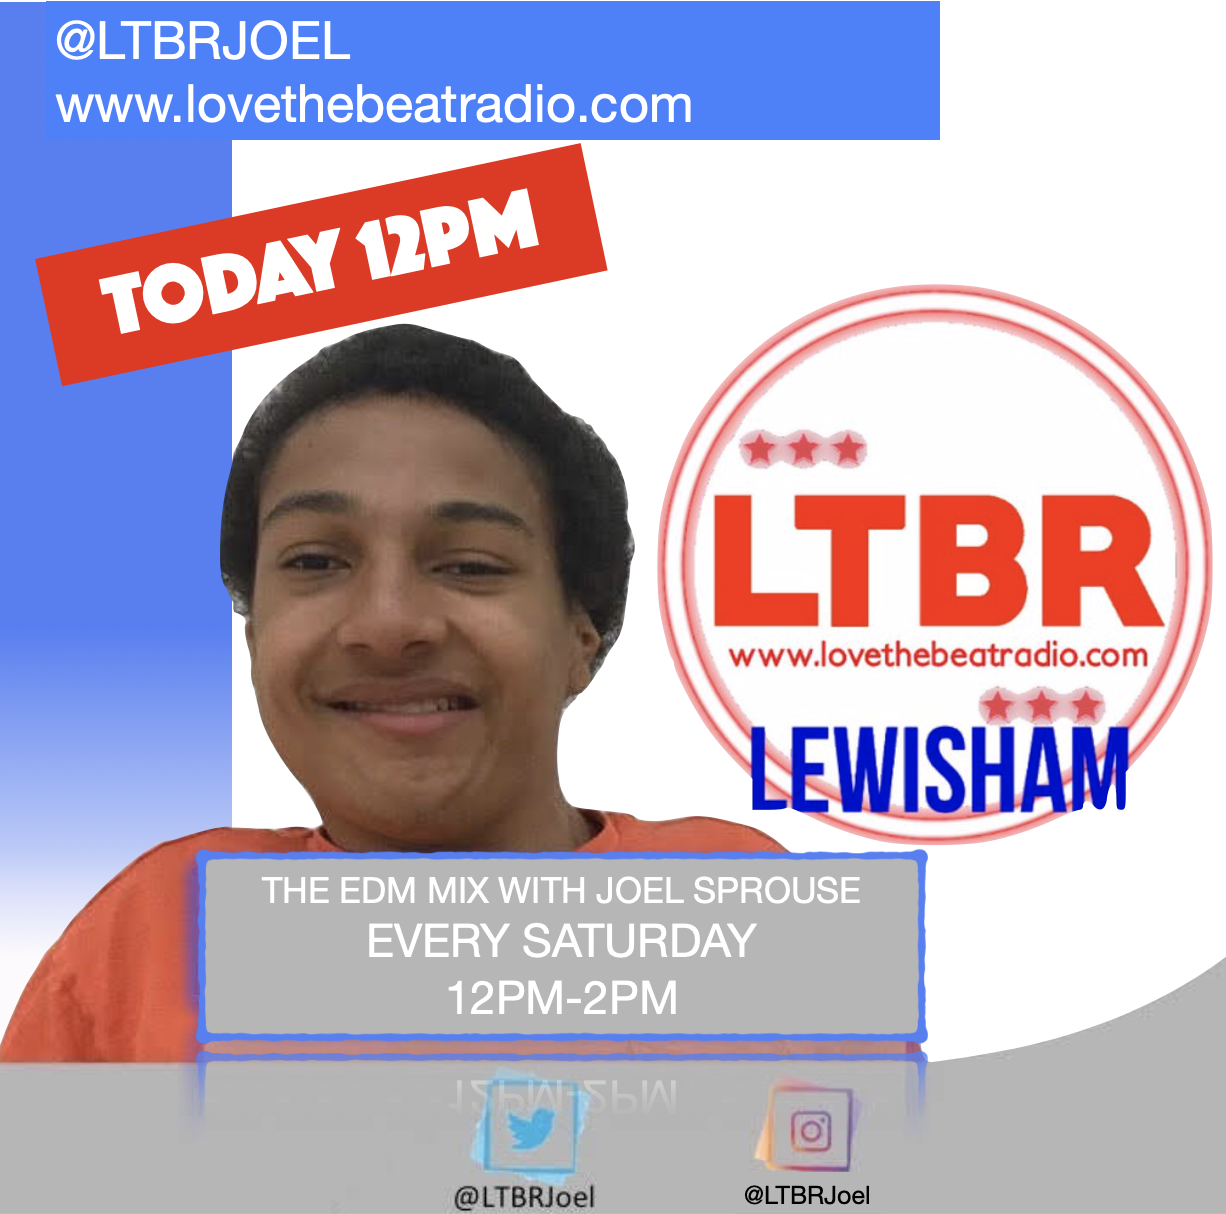 @LTBRJOEL
www.lovethebeatradio.com
TODAY 12PM
LTBR
www.lovethebeatradio.com
LEWISHAM
THE EDM MIX WITH JOEL SPROUSE
EVERY SATURDAY
12PM-2PM
@LTBRJoel
@LTBRJoel